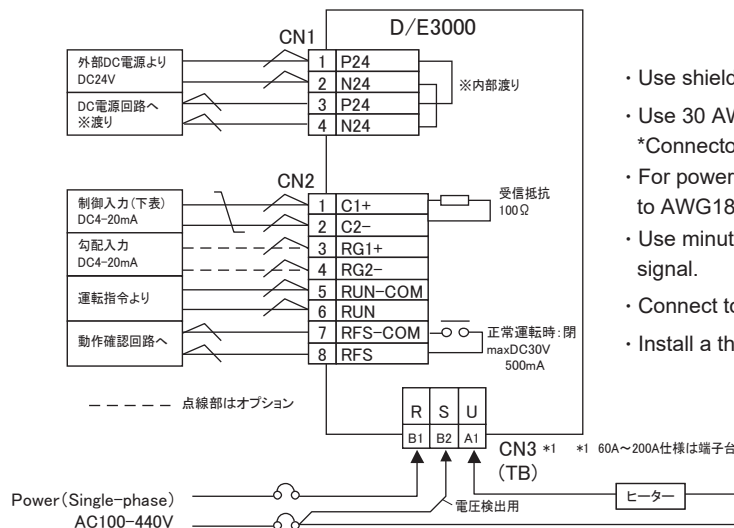 D/E3000
CN1
外部DC電源より
DC24V
DC電源回路へ
※渡り
1 P24
2 N24
3 P24
4 N24
※内部渡り
CN2
制御入力(下表)
DC4-20mA
勾配入力
DC4-20mA
運転指令より
動作確認回路へ
1 C1+
2 C2-
3 RG1+
4 RG2-
5 RUN-COM
6 RUN
7 RFS-COM
8 RFS
受信抵抗
100Ω
正常運転時:閉
maxDC30V
500mA
点線部はオプション
R S U
B1 B2 A1
CN3 *1 *1 60A~200A仕様は端子台
(TB)
Power(Single-phase)
AC100-440V
電圧検出用
ヒーター
・Use shield
・Use 30 AW
*Connecto
・For power
to AWG18
・Use minut
signal.
・Connect to
・Install a th